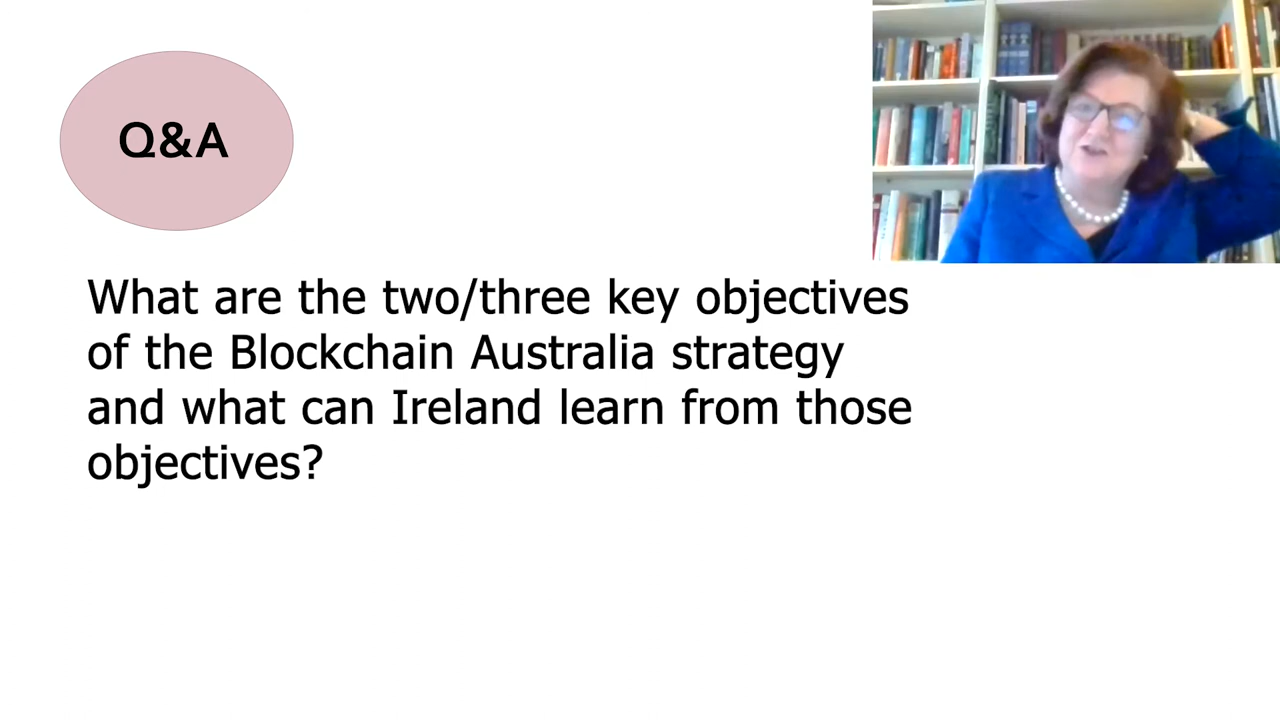 Q&A
What are the two/three key objectives
of the Blockchain Australia strategy
and what can Ireland learn from those
objectives?